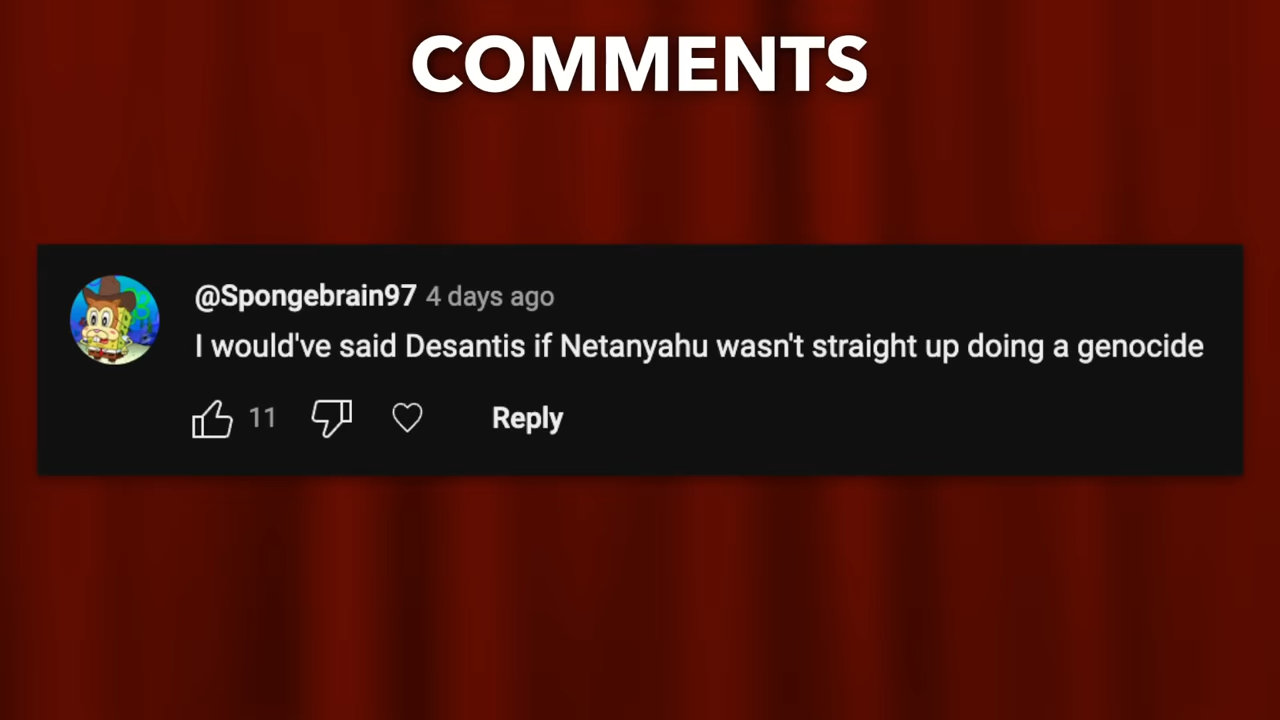 COMMENTS
@Spongebrain97 4 days ago
I would've said Desantis if Netanyahu wasn't straight up doing a genocide
11 Reply